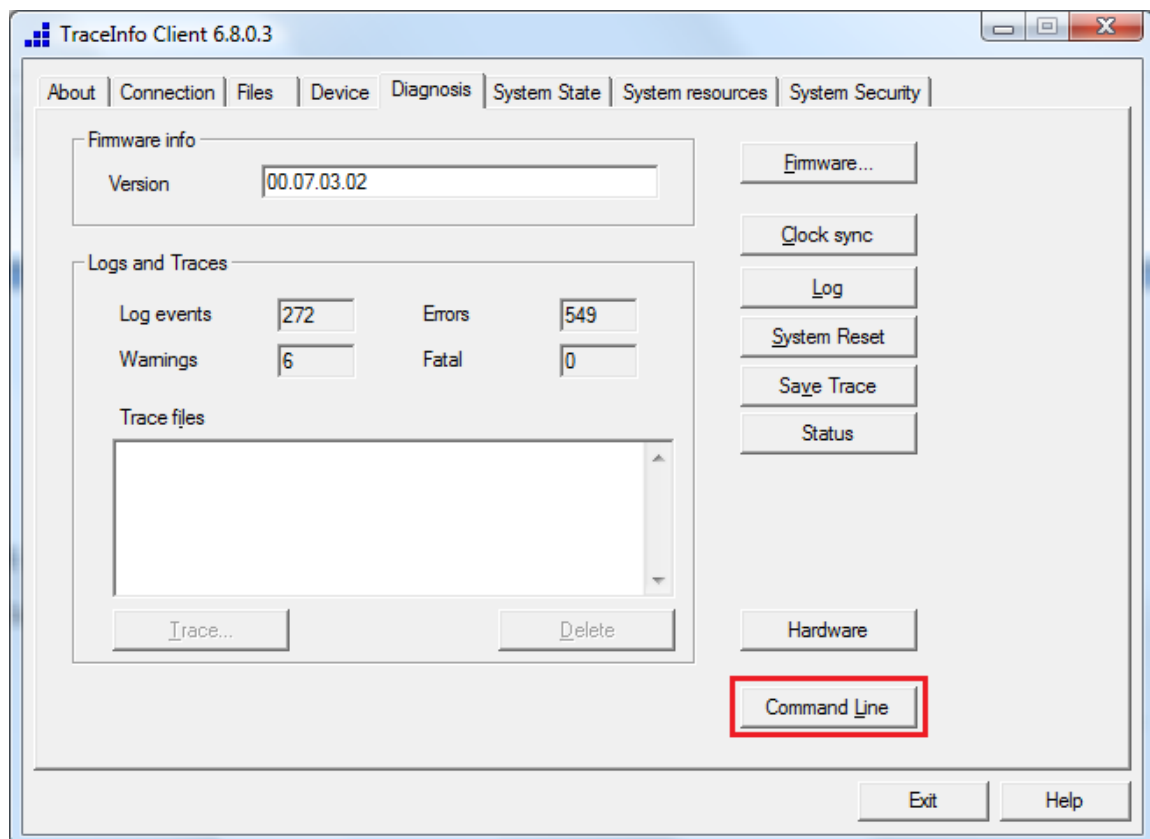 TraceInfo Client 6.8.0.3
About Connection Files Device Diagnosis System State System resources System Security
Firmware info
Version 00.07.03.02
Firmware...
Clock sync
Logs and Traces
Log
Log events 272 Errors 549
System Reset
Warnings 6 Fatal 0
Save Trace
Trace files
Status
Trace... Delete
Hardware
Command Line
Exit Help